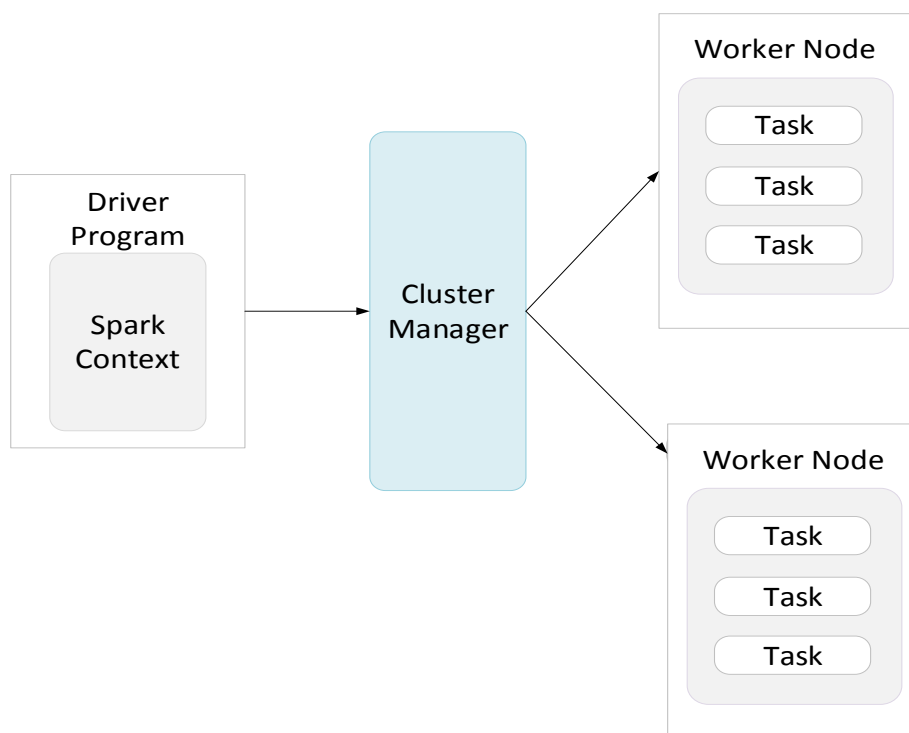 Driver
Program
Spark
Context
Cluster
Manager
Worker Node
Task
Task
Task
Worker Node
Task
Task
Task